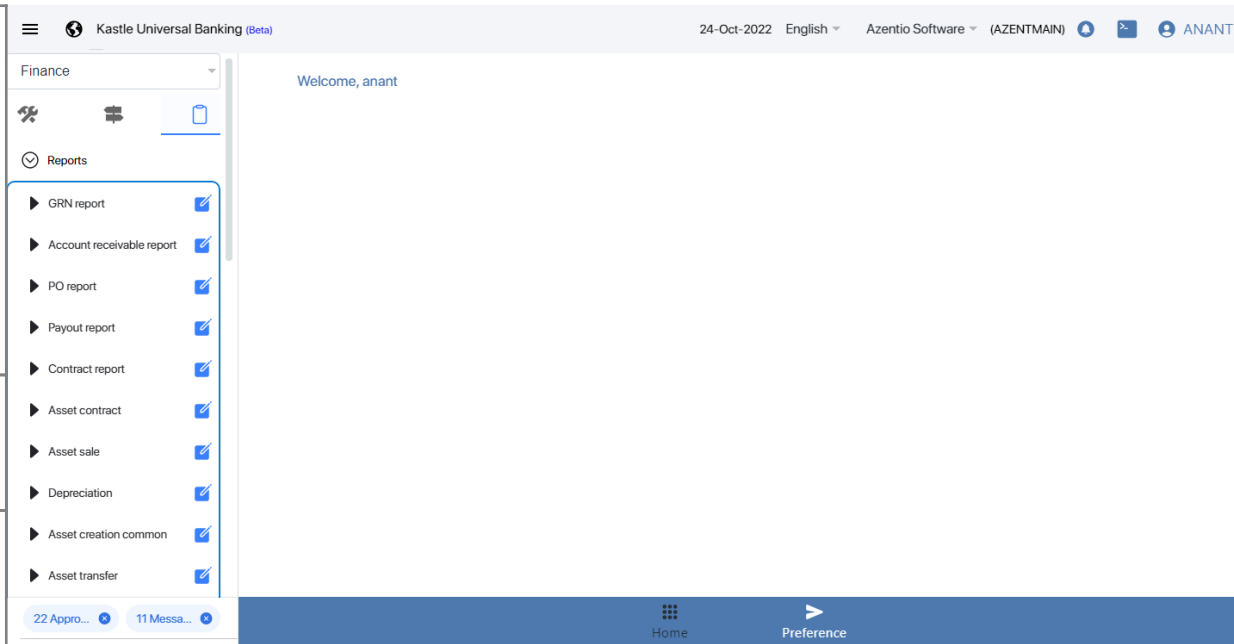 Kastle Universal Banking (Beta)
24-Oct-2022 English Azentio Software (AZENTMAIN) ANANT
Finance
Welcome, anant
Reports
GRN report
Account receivable report
PO report
Payout report
Contract report
Asset contract
Asset sale
Depreciation
Asset creation common
Asset transfer
22 Appro... 11 Messa...
Home Preference